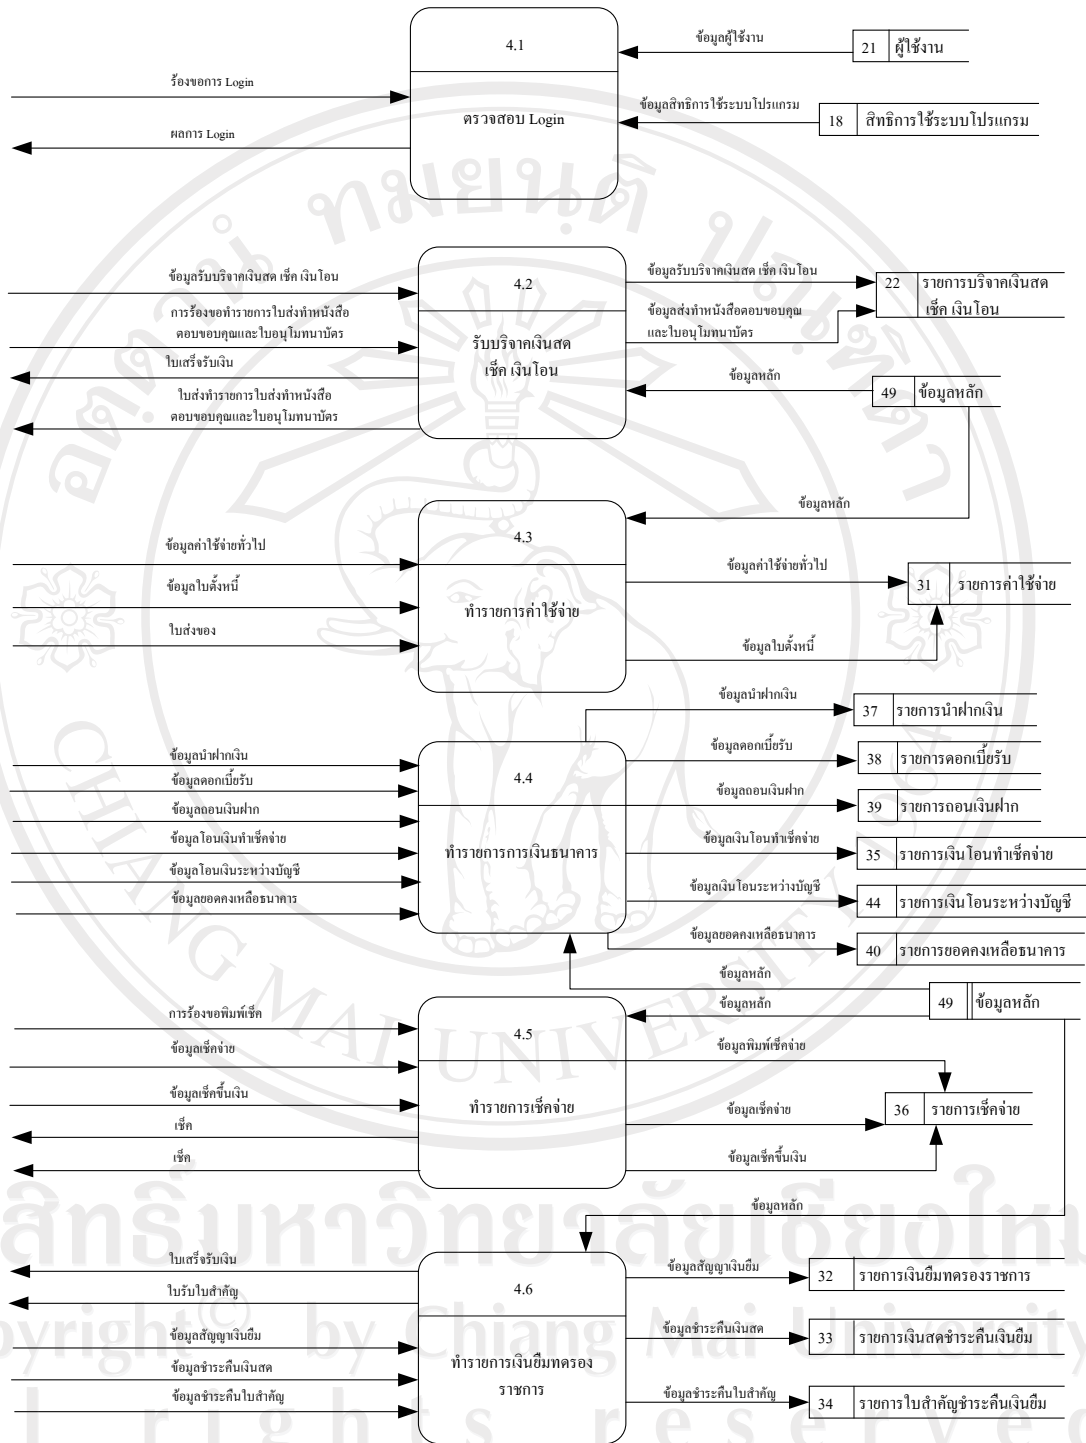 4.1
ตรวจสอบ Login
ร้องขอการ Login
ผลการ Login
ข้อมูลผู้ใช้งาน
21 ผู้ใช้งาน
ข้อมูลสิทธิการใช้ระบบโปรแกรม
18 สิทธิการใช้ระบบโปรแกรม
4.2
รับบริจาคเงินสด
เช็ค เงินโอน
ข้อมูลรับบริจาคเงินสด เช็ค เงินโอน
การร้องขอทำรายการใบส่งทำหนังสือ
ตอบขอบคุณและใบอนุโมทนาบัตร
ใบเสร็จรับเงิน
ใบส่งทำรายการใบส่งทำหนังสือ
ตอบขอบคุณและใบอนุโมทนาบัตร
ข้อมูลรับบริจาคเงินสด เช็ค เงินโอน
ข้อมูลส่งทำหนังสือตอบขอบคุณ
และใบอนุโมทนาบัตร
22 รายการบริจาคเงินสด
เช็ค เงินโอน
ข้อมูลหลัก
49 ข้อมูลหลัก
ข้อมูลหลัก
4.3
ทำรายการค่าใช้จ่าย
ข้อมูลค่าใช้จ่ายทั่วไป
ข้อมูลใบตั้งหนี้
ใบส่งของ
ข้อมูลค่าใช้จ่ายทั่วไป
31 รายการค่าใช้จ่าย
ข้อมูลใบตั้งหนี้
4.4
ทำรายการการเงินธนาคาร
ข้อมูลนำฝากเงิน
ข้อมูลดอกเบี้ยรับ
ข้อมูลถอนเงินฝาก
ข้อมูลโอนเงินทำเช็คจ่าย
ข้อมูลโอนเงินระหว่างบัญชี
ข้อมูลยอดคงเหลือธนาคาร
ข้อมูลนำฝากเงิน
37 รายการนำฝากเงิน
ข้อมูลดอกเบี้ยรับ
38 รายการดอกเบี้ยรับ
ข้อมูลถอนเงินฝาก
39 รายการถอนเงินฝาก
ข้อมูลเงินโอนทำเช็คจ่าย
35 รายการเงินโอนทำเช็คจ่าย
ข้อมูลเงินโอนระหว่างบัญชี
44 รายการเงินโอนระหว่างบัญชี
ข้อมูลยอดคงเหลือธนาคาร
40 รายการยอดคงเหลือธนาคาร
ข้อมูลหลัก
ข้อมูลหลัก
49 ข้อมูลหลัก
4.5
ทำรายการเช็คจ่าย
การร้องขอพิมพ์เช็ค
ข้อมูลเช็คจ่าย
ข้อมูลเช็คขึ้นเงิน
เช็ค
เช็ค
ข้อมูลพิมพ์เช็คจ่าย
ข้อมูลเช็คจ่าย
36 รายการเช็คจ่าย
ข้อมูลเช็คขึ้นเงิน
ข้อมูลหลัก
4.6
ทำรายการเงินยืมทดรอง
ราชการ
ใบเสร็จรับเงิน
ใบรับใบสำคัญ
ข้อมูลสัญญาเงินยืม
ข้อมูลชำระคืนเงินสด
ข้อมูลชำระคืนใบสำคัญ
ข้อมูลสัญญาเงินยืม
32 รายการเงินยืมทดรองราชการ
ข้อมูลชำระคืนเงินสด
33 รายการเงินสดชำระคืนเงินยืม
ข้อมูลชำระคืนใบสำคัญ
34 รายการใบสำคัญชำระคืนเงินยืม
CHIANG MAI UNIVERSITY 1964
สิทธิ์มหาวิทยาลัยเชียงใหม
opyright© by Chiang Mai University
l rights reserved